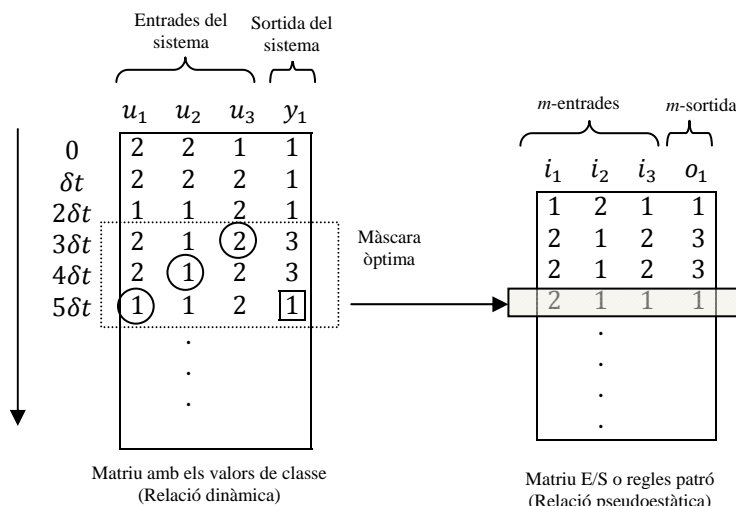 Entrades del
sistema
Sortida del
sistema
u₁ u₂ u₃ y₁
0 2 2 1 1
δt 2 2 2 1
2δt 1 1 2 1
3δt 2 1 2 3
4δt 2 1 2 3
5δt 1 1 2 1
.
.
.
Matriu amb els valors de classe
(Relació dinàmica)
Màscara
òptima
m-entrades m-sortida
i₁ i₂ i₃ o₁
1 2 1 1
2 1 2 3
2 1 2 3
2 1 1 1
.
.
.
Matriu E/S o regles patró
(Relació pseudoestàtica)